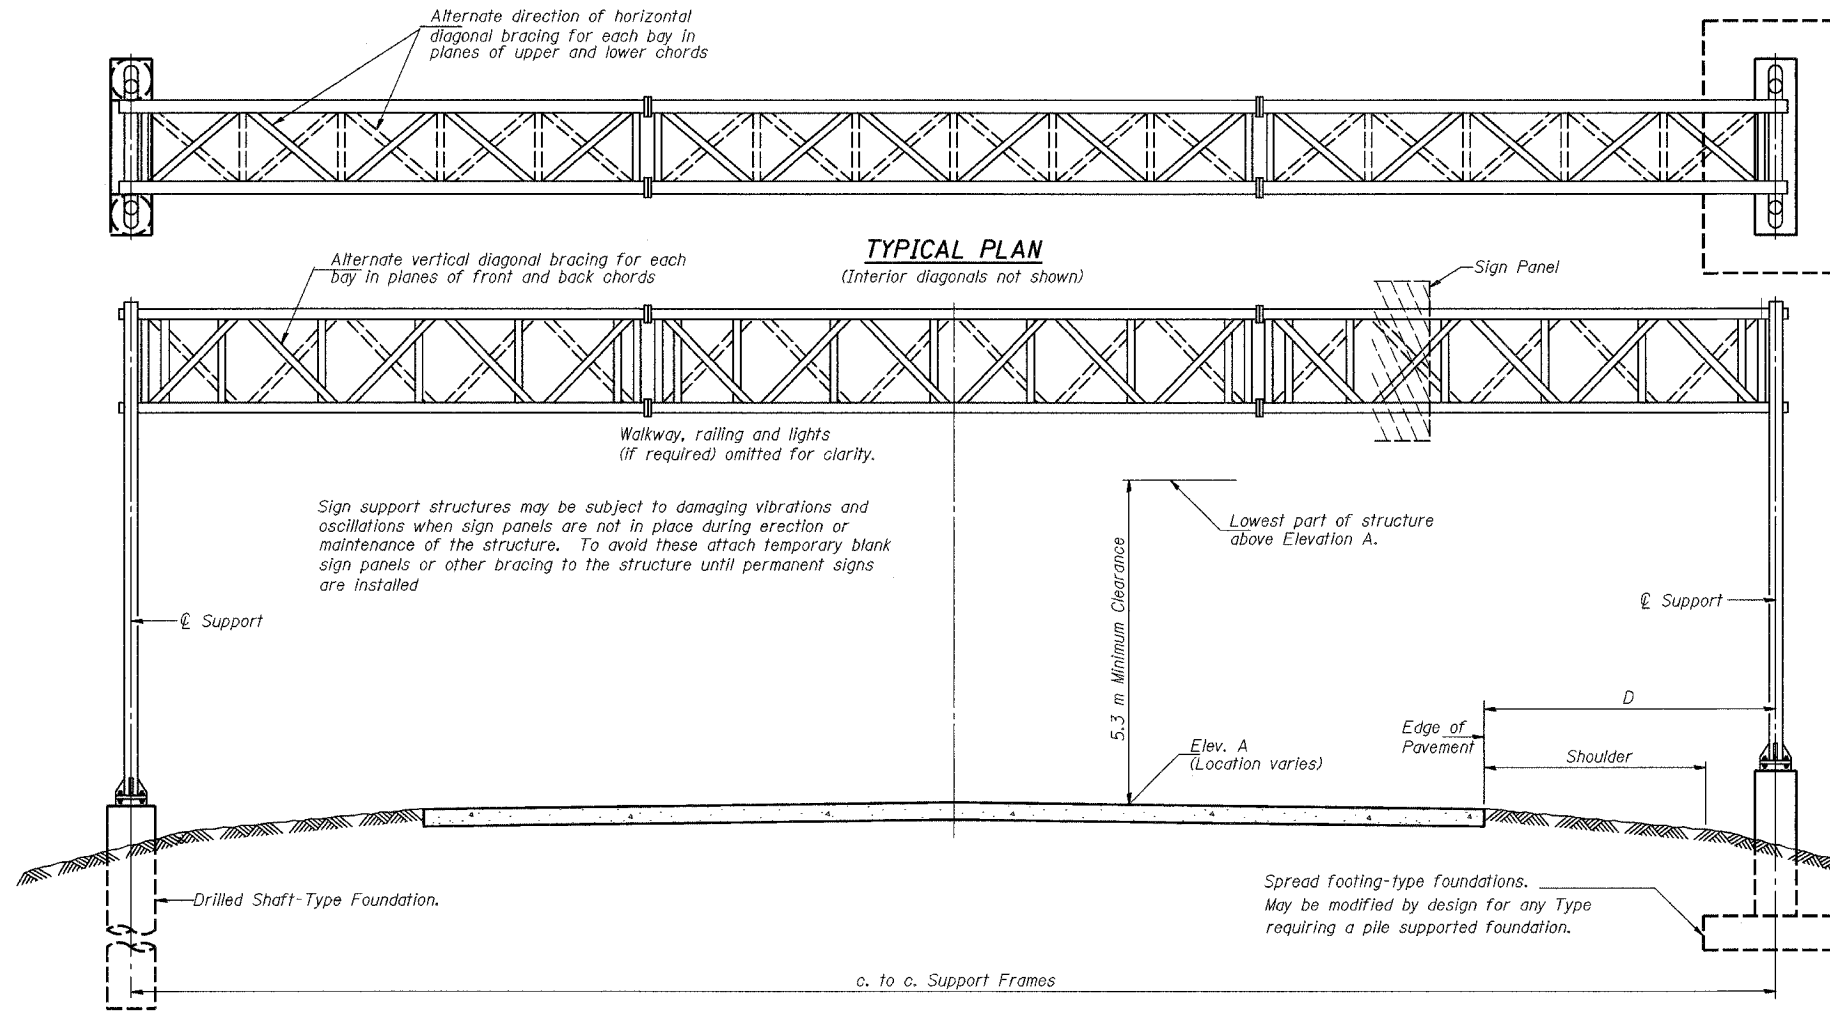 Alternate direction of horizontal
diagonal bracing for each bay in
planes of upper and lower chords
TYPICAL PLAN
(Interior diagonals not shown)
Alternate vertical diagonal bracing for each
bay in planes of front and back chords
Sign Panel
Walkway, railing and lights
(if required) omitted for clarity.
Sign support structures may be subject to damaging vibrations and
oscillations when sign panels are not in place during erection or
maintenance of the structure. To avoid these attach temporary blank
sign panels or other bracing to the structure until permanent signs
are installed
Lowest part of structure
above Elevation A.
5.3 m Minimum Clearance
℄ Support
℄ Support
D
Edge of
Pavement
Shoulder
Elev. A
(Location varies)
Drilled Shaft-Type Foundation.
Spread footing-type foundations.
May be modified by design for any Type
requiring a pile supported foundation.
c. to c. Support Frames